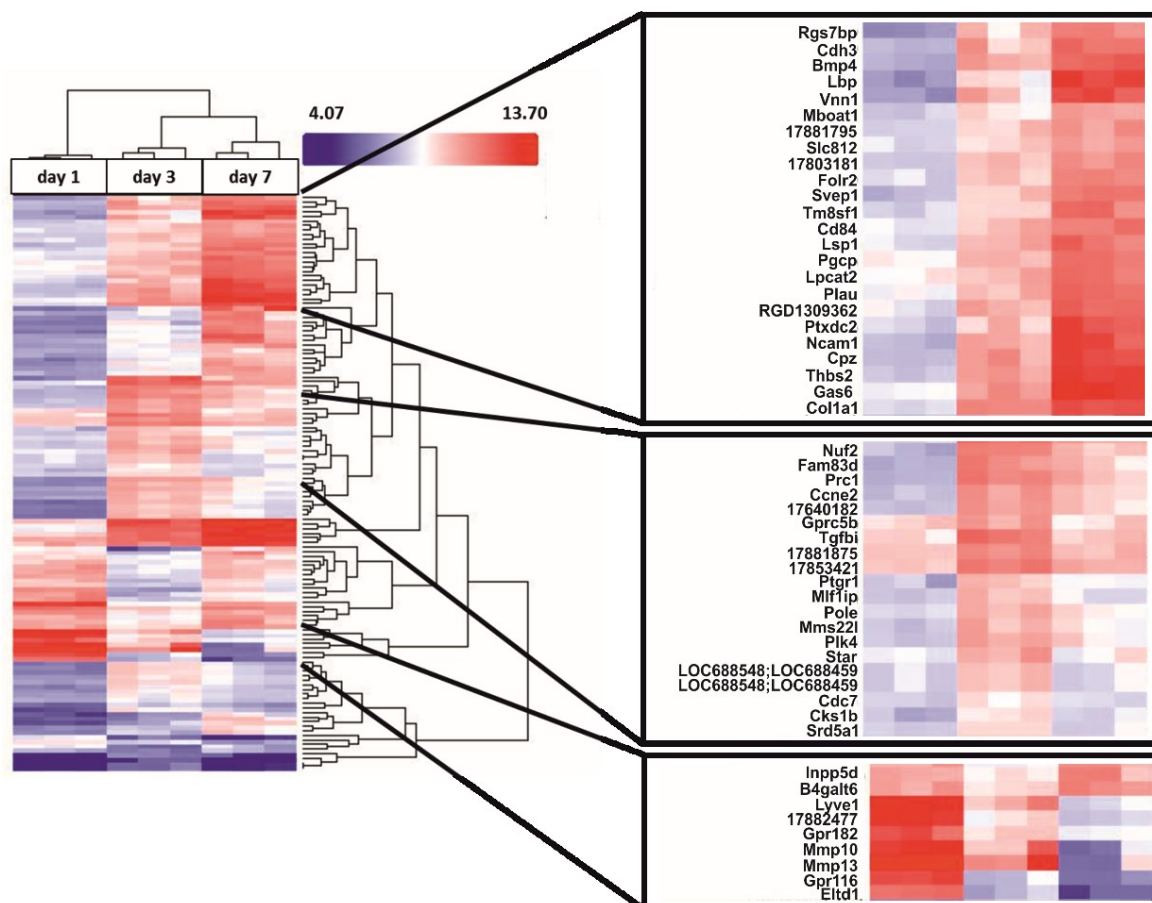 4.07 13.70
day 1 day 3 day 7
Rgs7bp
Cdh3
Bmp4
Lbp
Vnn1
Mboat1
17881795
Slc812
17803181
Folr2
Svep1
Tm8sf1
Cd84
Lsp1
Pgcp
Lpcat2
Plau
RGD1309362
Ptxdc2
Ncam1
Cpz
Thbs2
Gas6
Col1a1
Nuf2
Fam83d
Prc1
Ccne2
17640182
Gprc5b
Tgfbi
17881875
17853421
Ptgr1
Mlf1ip
Pole
Mms22l
Plk4
Star
LOC688548;LOC688459
LOC688548;LOC688459
Cdc7
Cks1b
Srd5a1
Inpp5d
B4galt6
Lyve1
17882477
Gpr182
Mmp10
Mmp13
Gpr116
Eltd1